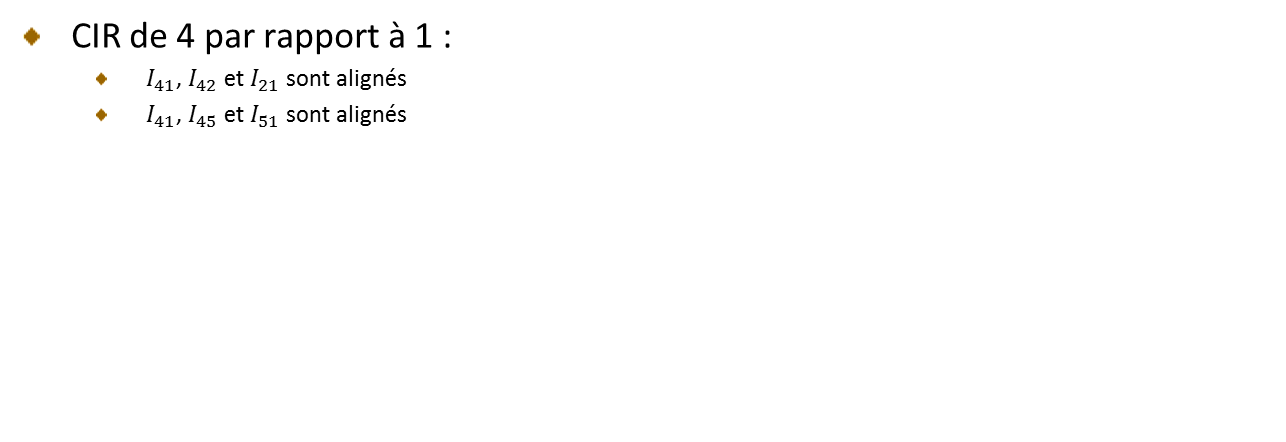 CIR de 4 par rapport à 1 :
I₄₁, I₄₂ et I₂₁ sont alignés
I₄₁, I₄₅ et I₅₁ sont alignés